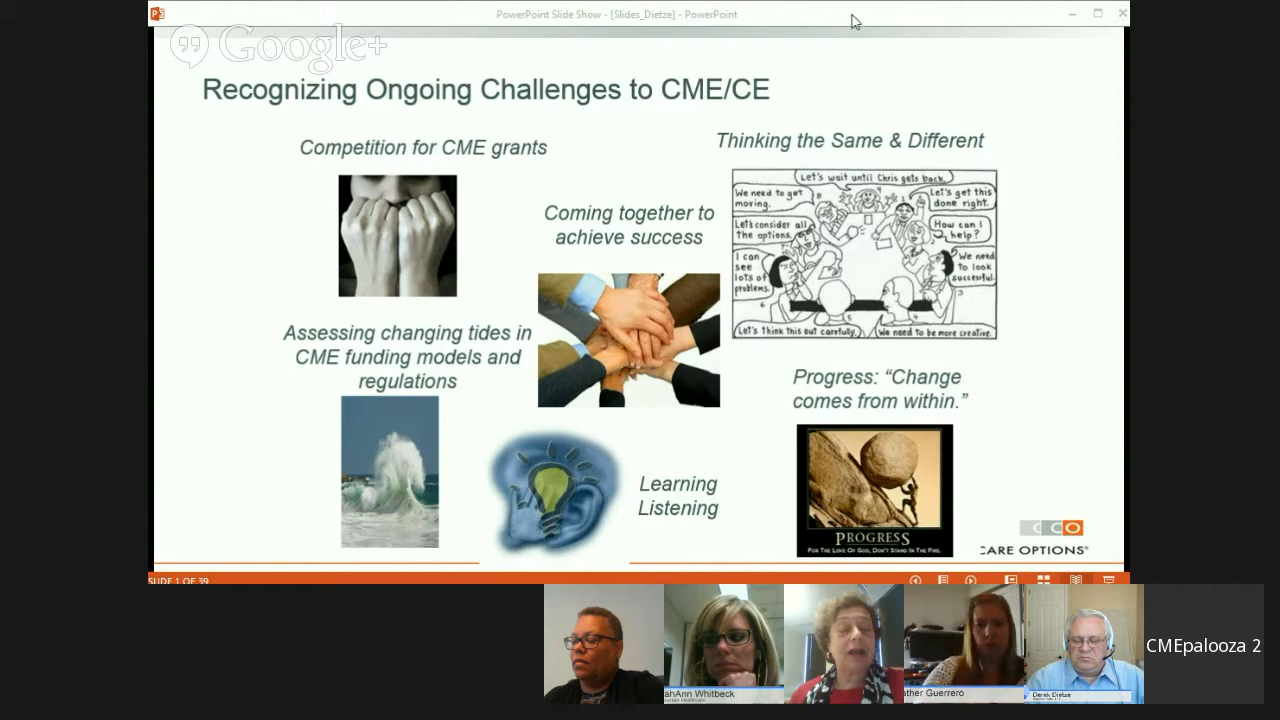 PowerPoint Slide Show - [Slides_Dietze] - PowerPoint
Google+
Recognizing Ongoing Challenges to CME/CE
Competition for CME grants
Coming together to
achieve success
Thinking the Same & Different
Let's wait until Chris gets back.
We need to get
moving.
Let's get this
done right.
Let's consider all
the options.
How can I
help?
I can
see
lots of
problems.
We need
to look
successful.
Let's think this out carefully.
We need to be more creative.
Assessing changing tides in
CME funding models and
regulations
Learning
Listening
Progress: “Change
comes from within.”
PROGRESS
FOR THE LOVE OF GOD, DON'T STAND IN THE FIRE.
CCO
CARE OPTIONS®
SLIDE 1 OF 39
ahAnn Whitbeck
ather Guerrero
Derek Dietze
CMEpalooza 2